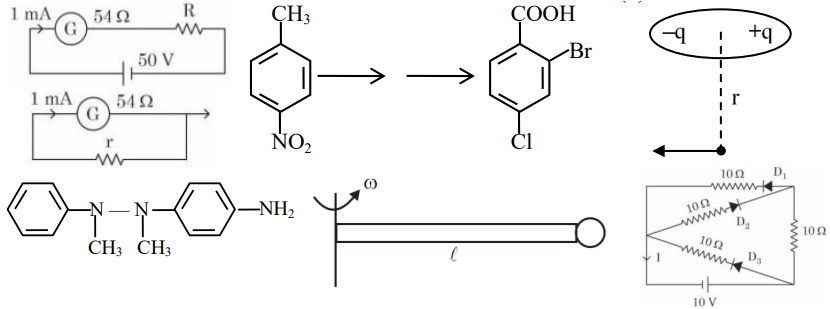 1 mA
G
54 Ω
R
50 V
1 mA
G
54 Ω
r
CH₃
NO₂
COOH
Br
Cl
–q
+q
r
N — N
NH₂
CH₃ CH₃
ω
ℓ
10 Ω
D₁
10 Ω
D₂
10 Ω
D₃
10 Ω
I
10 V